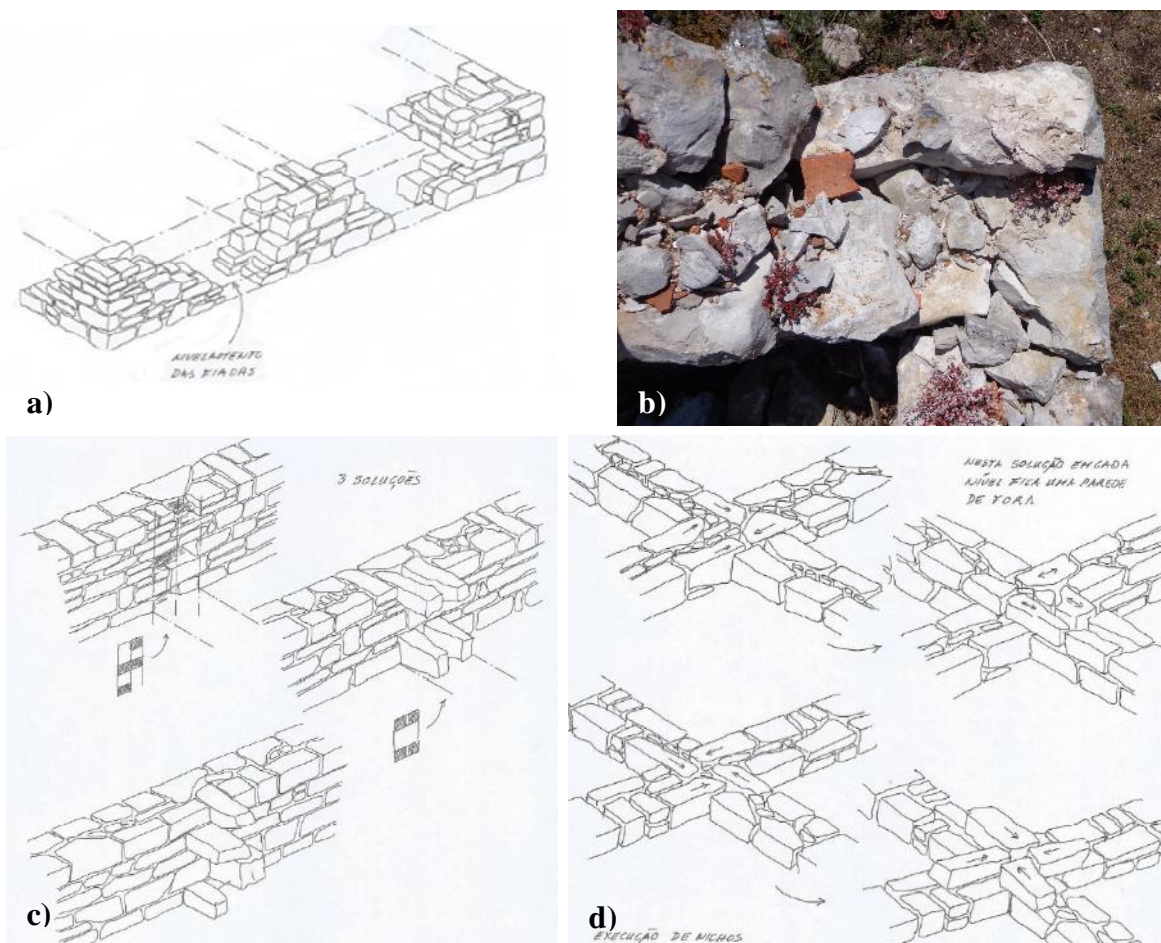 NIVELAMENTO
DAS FIADAS
a)
b)
3 SOLUÇÕES
c)
NESTA SOLUÇÃO EM CADA
NÍVEL FICA UMA PAREDE
DE FORA
d)
EXECUÇÃO DE NICHOS